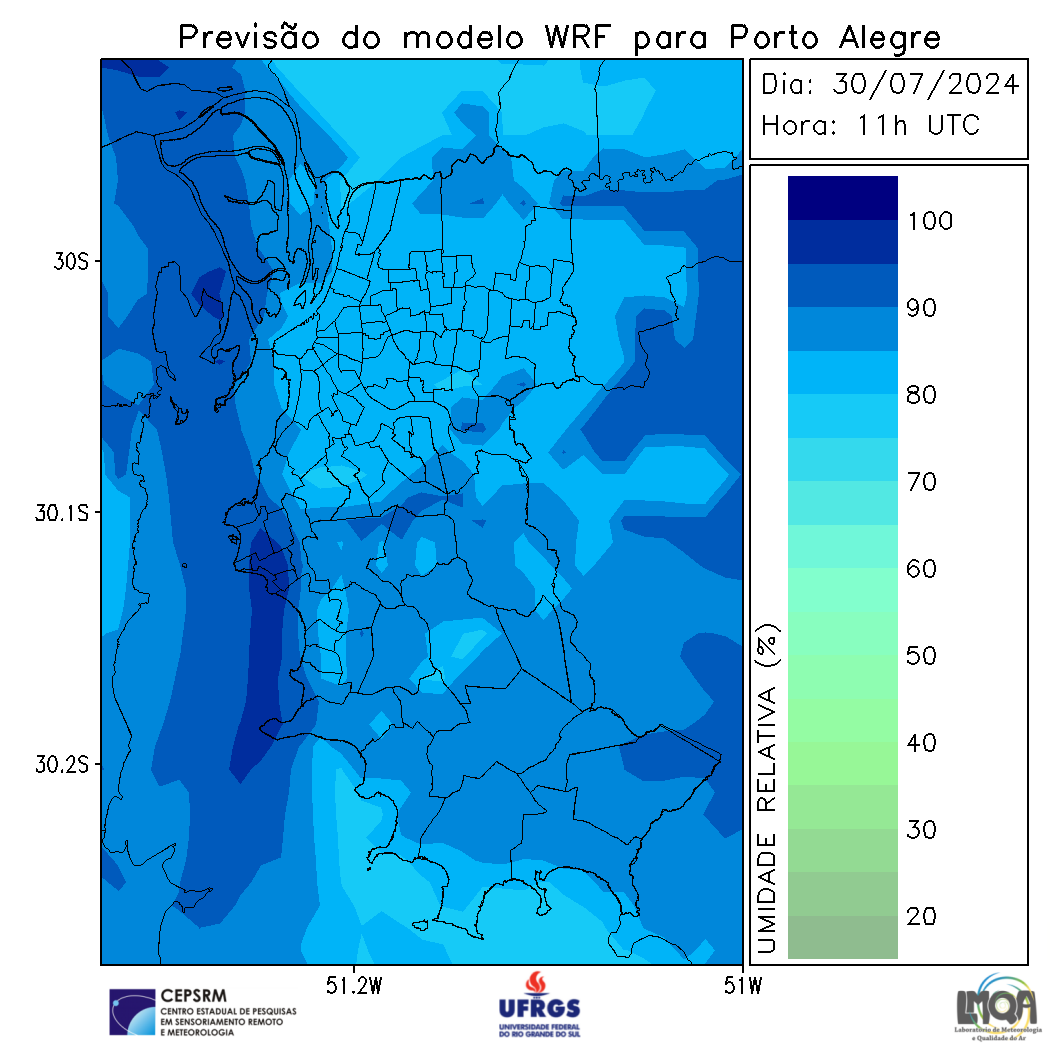 Previsão do modelo WRF para Porto Alegre
Dia: 30/07/2024
Hora: 11h UTC
100
90
80
70
60
50
40
30
20
UMIDADE RELATIVA (%)
30S
30.1S
30.2S
51.2W
51W
CEPSRM
CENTRO ESTADUAL DE PESQUISAS
EM SENSORIAMENTO REMOTO
E METEOROLOGIA
UFRGS
UNIVERSIDADE FEDERAL
DO RIO GRANDE DO SUL
LMQA
Laboratório de Meteorologia
e Qualidade do Ar